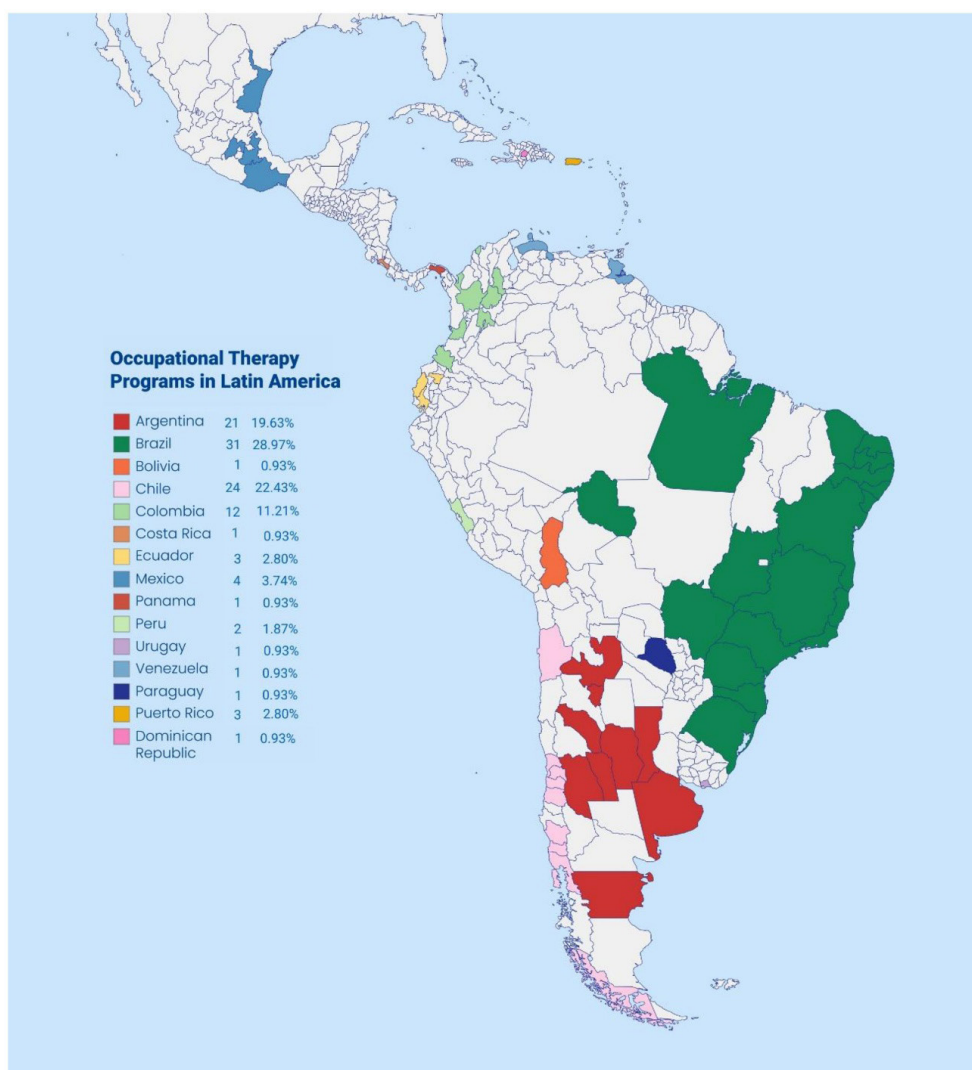 Occupational Therapy
Programs in Latin America
Argentina 21 19.63%
Brazil 31 28.97%
Bolivia 1 0.93%
Chile 24 22.43%
Colombia 12 11.21%
Costa Rica 1 0.93%
Ecuador 3 2.80%
Mexico 4 3.74%
Panama 1 0.93%
Peru 2 1.87%
Urugay 1 0.93%
Venezuela 1 0.93%
Paraguay 1 0.93%
Puerto Rico 3 2.80%
Dominican 1 0.93%
Republic